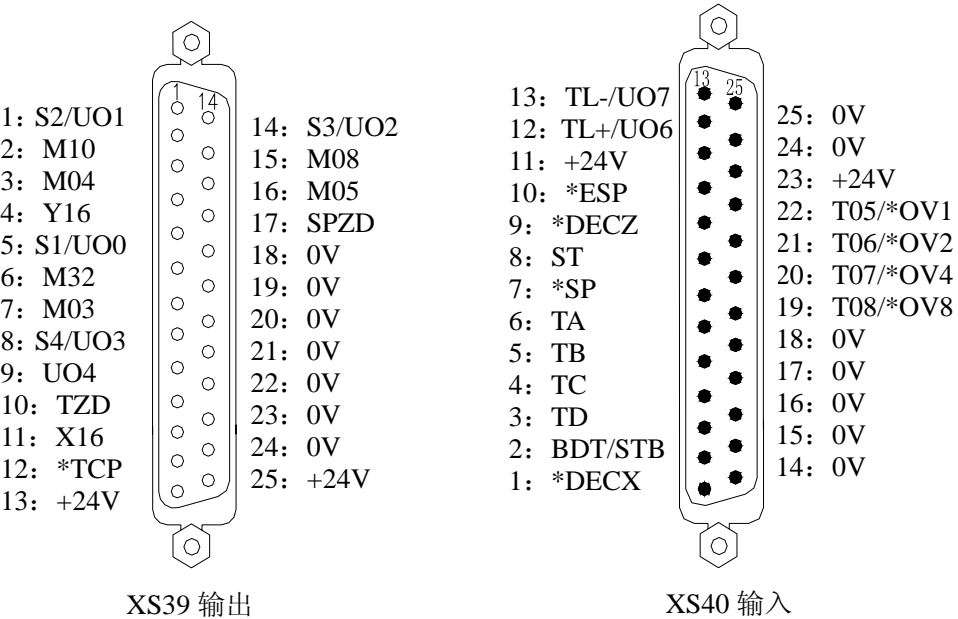 1
14
1：S2/UO1
2：M10
3：M04
4：Y16
5：S1/UO0
6：M32
7：M03
8：S4/UO3
9：UO4
10：TZD
11：X16
12：*TCP
13：+24V
14：S3/UO2
15：M08
16：M05
17：SPZD
18：0V
19：0V
20：0V
21：0V
22：0V
23：0V
24：0V
25：+24V
XS39 输出
13
25
13：TL-/UO7
12：TL+/UO6
11：+24V
10：*ESP
9：*DECZ
8：ST
7：*SP
6：TA
5：TB
4：TC
3：TD
2：BDT/STB
1：*DECX
25：0V
24：0V
23：+24V
22：T05/*OV1
21：T06/*OV2
20：T07/*OV4
19：T08/*OV8
18：0V
17：0V
16：0V
15：0V
14：0V
XS40 输入